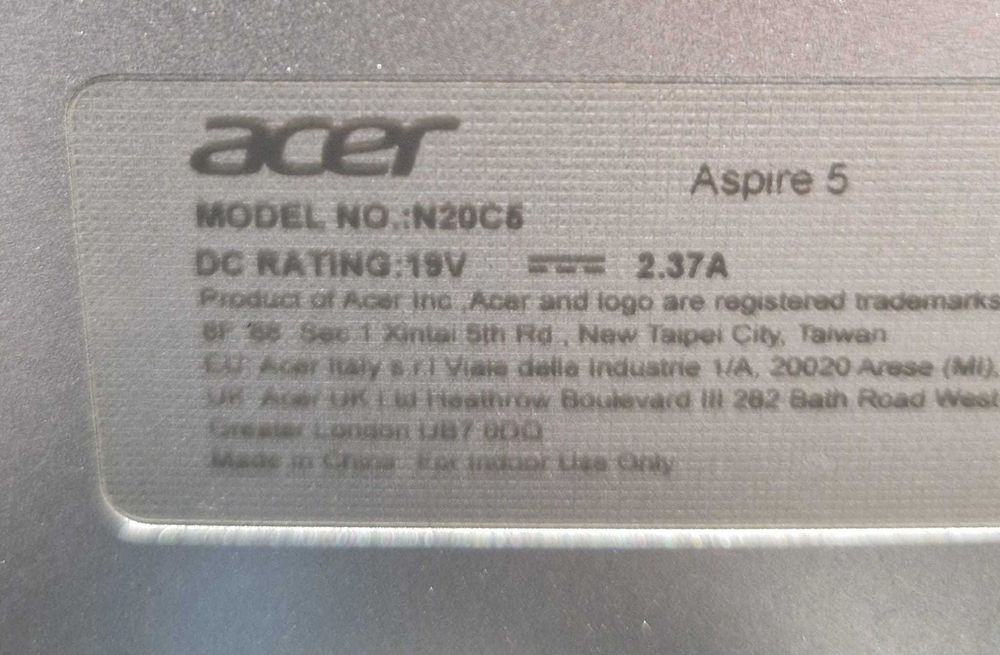 acer
Aspire 5
MODEL NO.:N20C5
DC RATING:19V ⎓ 2.37A
Product of Acer Inc.,Acer and logo are registered trademarks
8F '88, Sec 1 Xintai 5th Rd., New Taipei City, Taiwan
EU: Acer Italy s.r.l Viale delle Industrie 1/A, 20020 Arese (MI),
UK: Acer UK Ltd Heathrow Boulevard III 282 Bath Road West
Greater London UB7 0DQ
Made in China. For Indoor Use Only